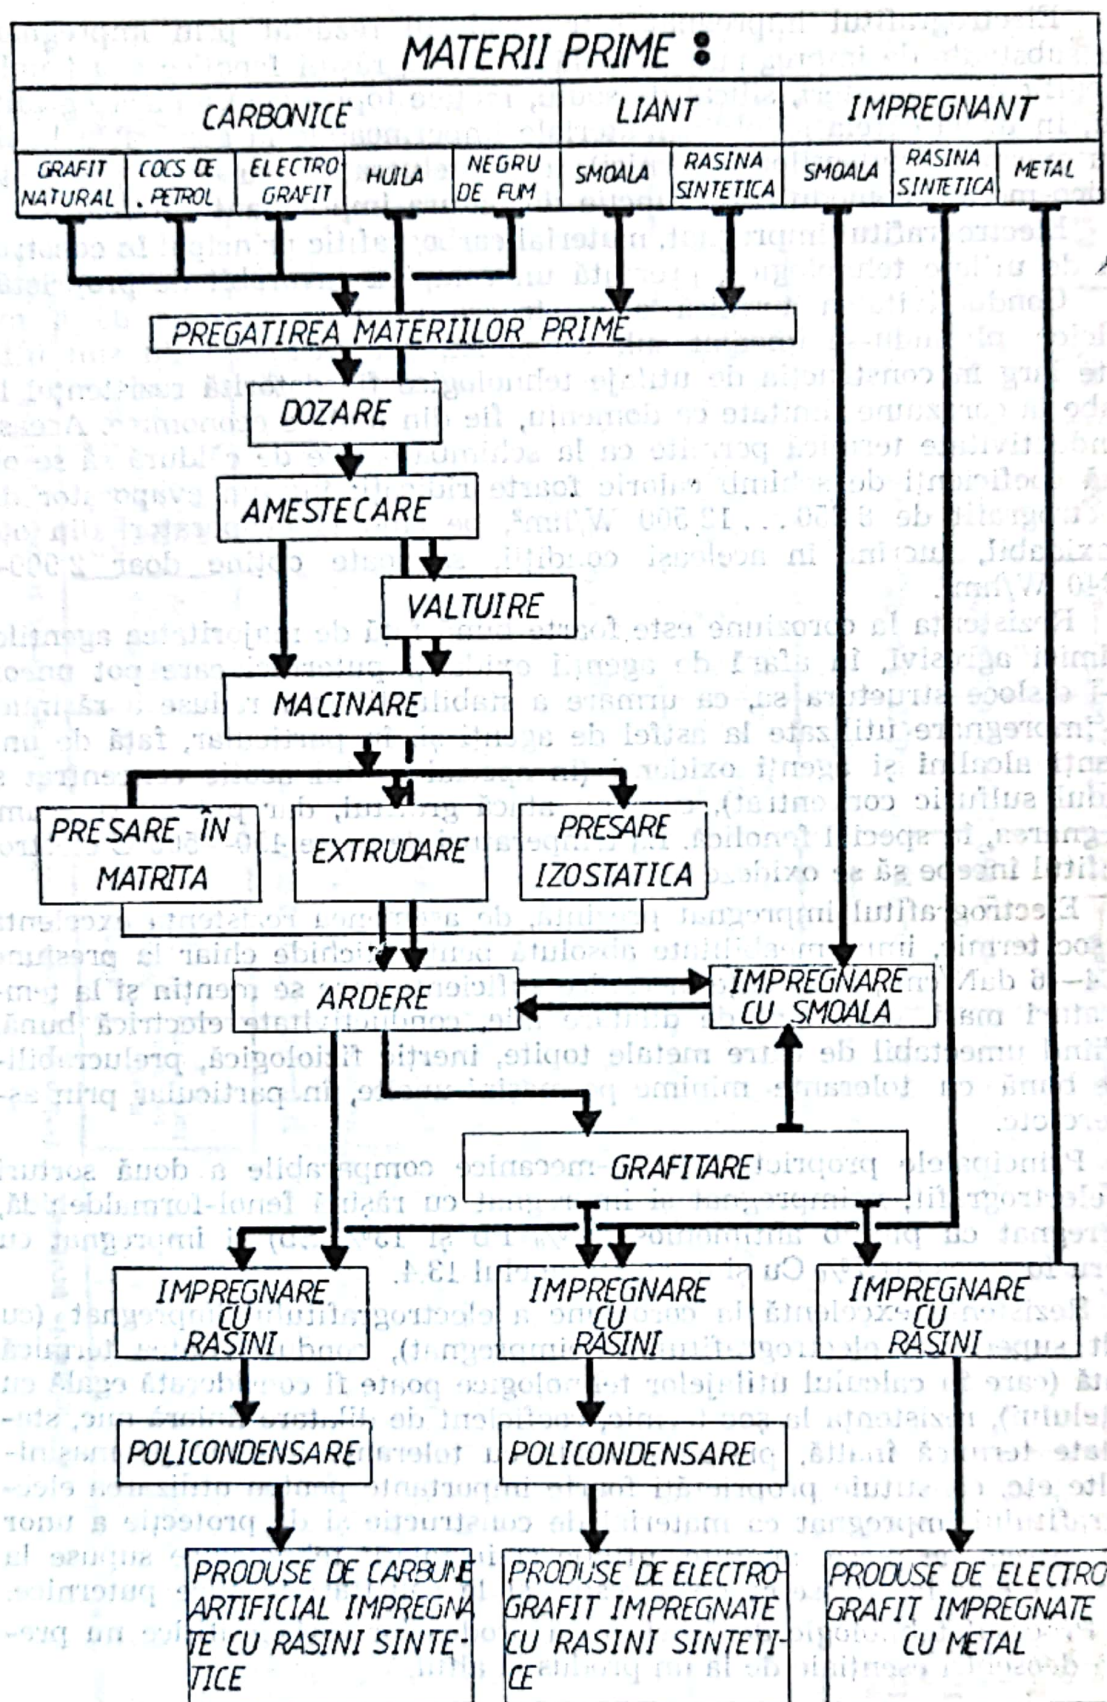 MATERII PRIME :
CARBONICE
LIANT
IMPREGNANT
GRAFIT
NATURAL
COCS DE
. PETROL
ELECTRO
GRAFIT
HUILA
NEGRU
DE FUM
SMOALA
RASINA
SINTETICA
SMOALA
RASINA
SINTETICA
METAL
PREGATIREA MATERIILOR PRIME
DOZARE
AMESTECARE
VALTUIRE
MACINARE
PRESARE ÎN
MATRITA
EXTRUDARE
PRESARE
IZOSTATICA
ARDERE
IMPREGNARE
CU SMOALA
GRAFITARE
IMPREGNARE
CU
RASINI
IMPREGNARE
CU
RASINI
IMPREGNARE
CU
RASINI
POLICONDENSARE
POLICONDENSARE
PRODUSE DE CARBUNE
ARTIFICIAL IMPREGNA
TE CU RASINI SINTE-
TICE
PRODUSE DE ELECTRO-
GRAFIT IMPREGNATE
CU RASINI SINTETI-
CE
PRODUSE DE ELECTRO
GRAFIT IMPREGNATE
CU METAL